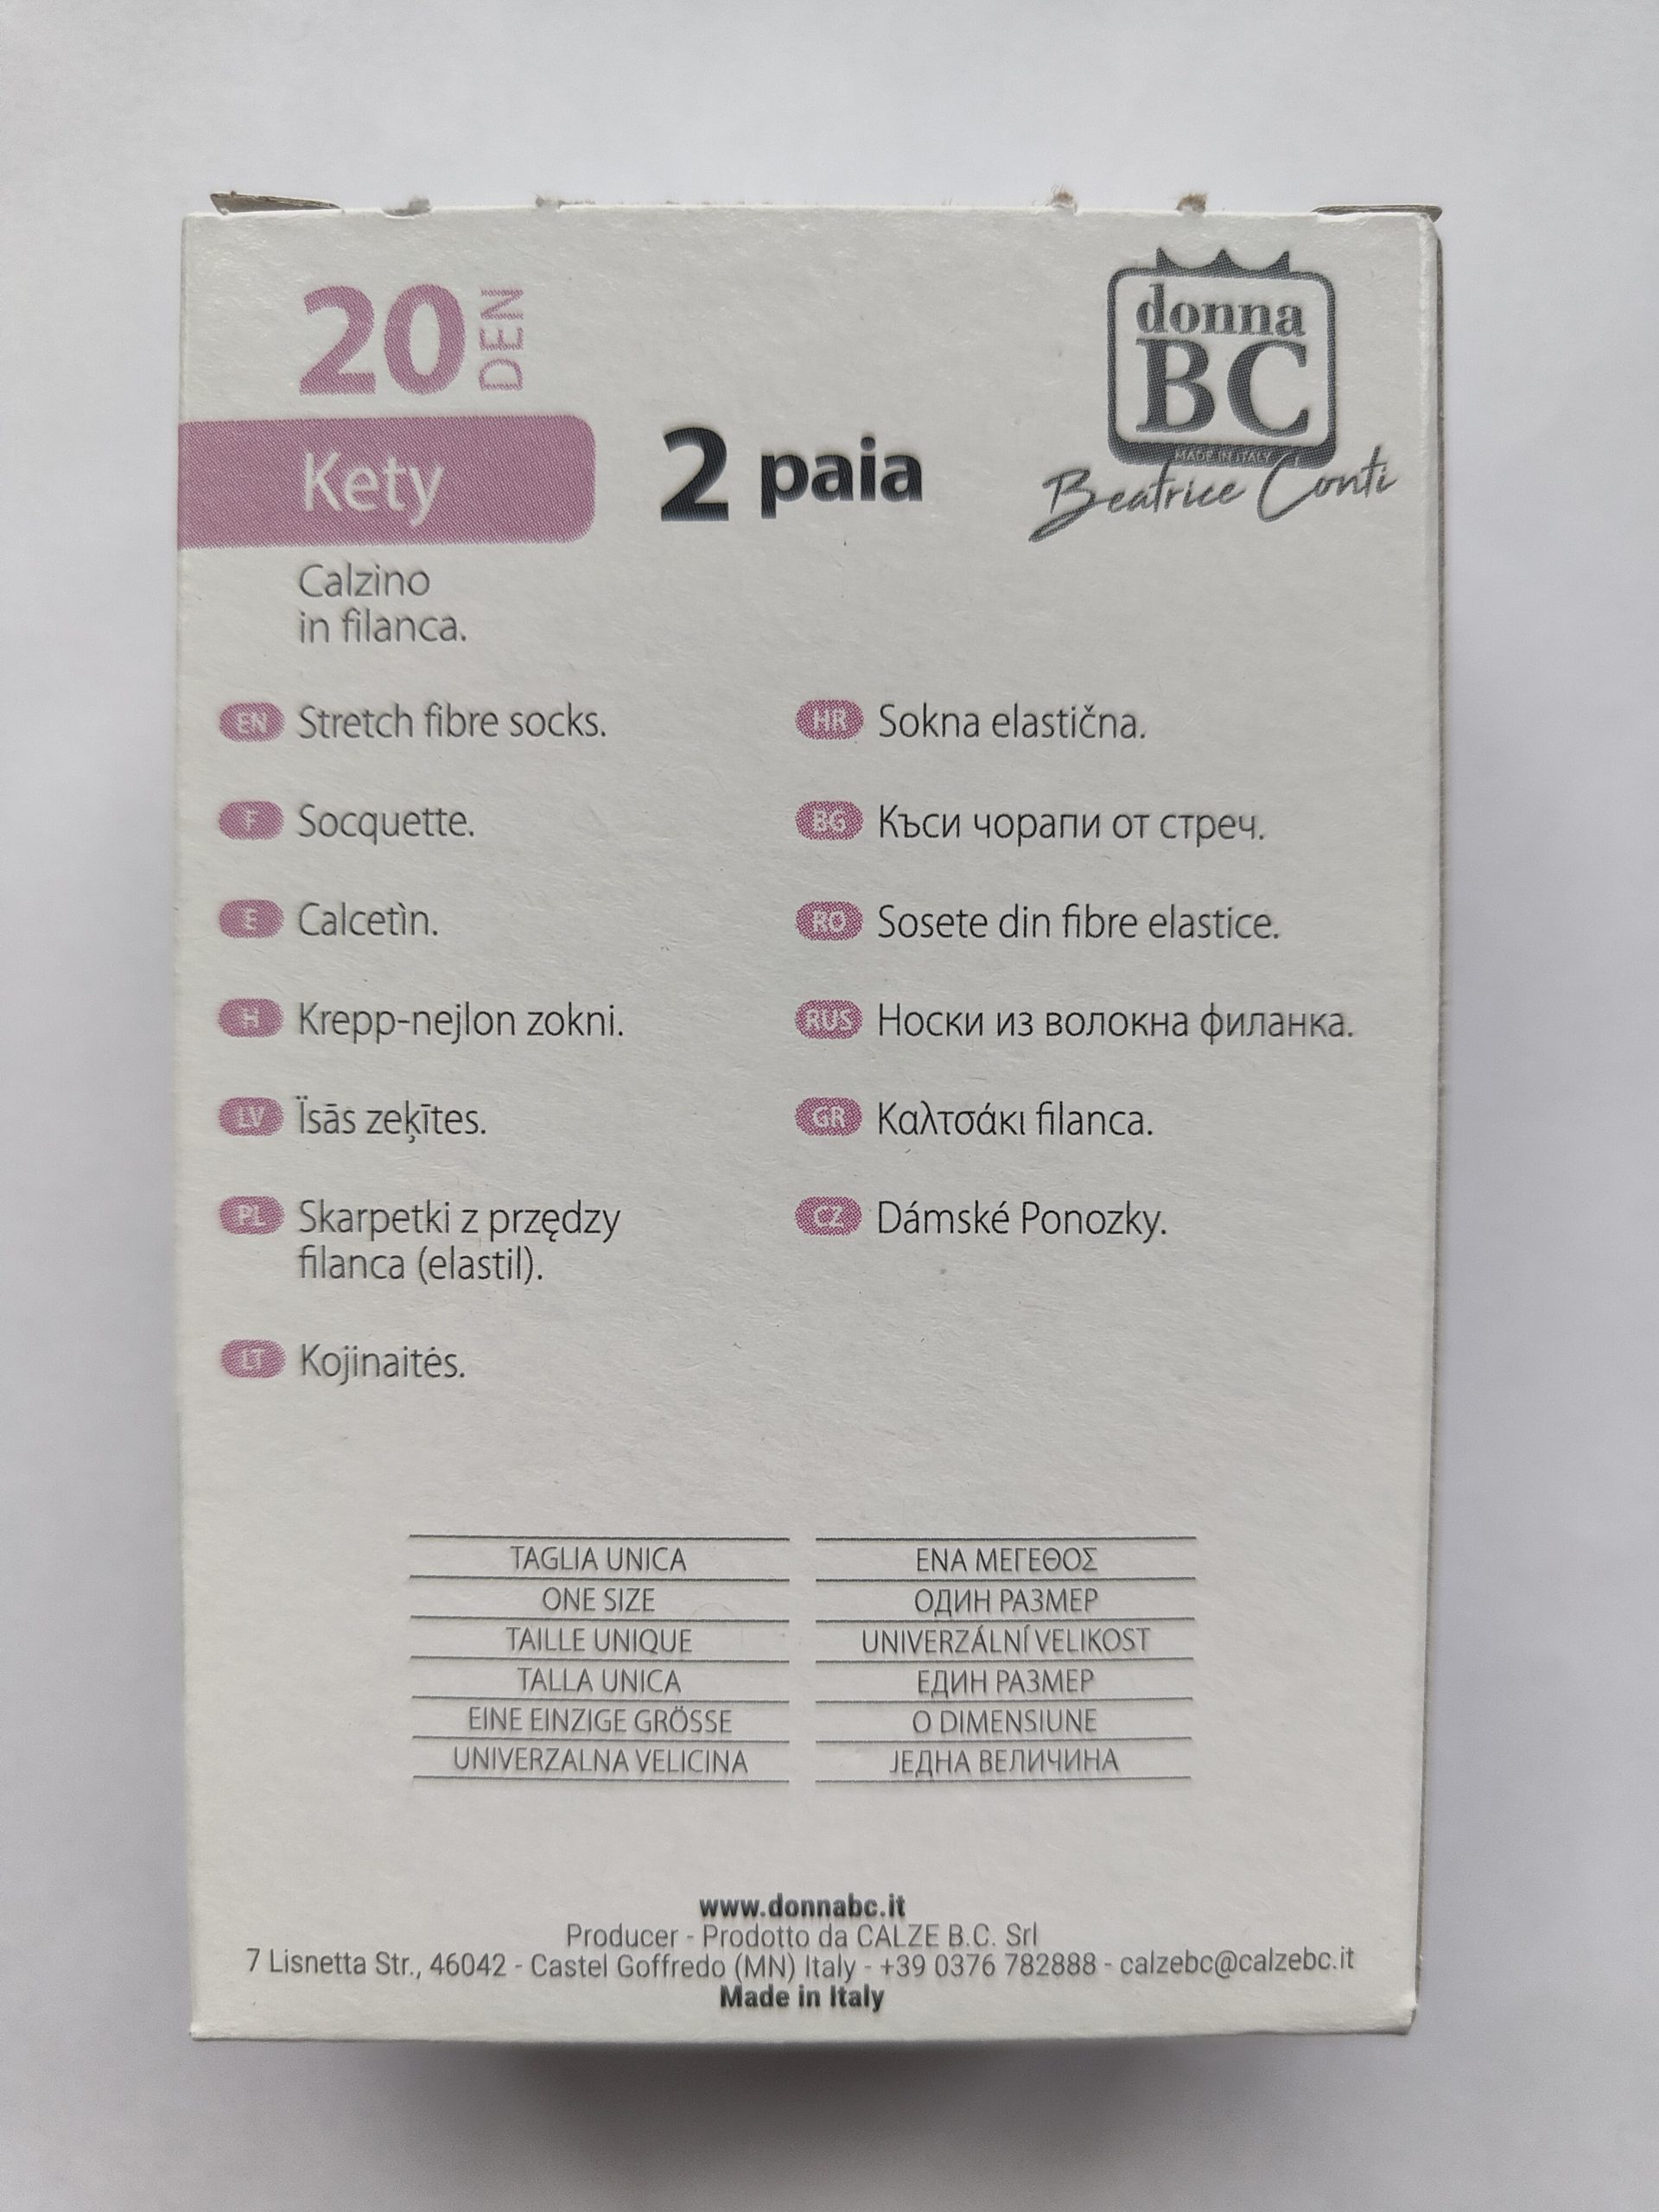 20 DEN
donna
BC
MADE IN ITALY
Beatrice Conti
Kety
2 paia
Calzino
in filanca.
EN Stretch fibre socks.
F Socquette.
E Calcetìn.
H Krepp-nejlon zokni.
LV Ïsās zeķītes.
PL Skarpetki z przędzy
filanca (elastil).
LT Kojinaitės.
HR Sokna elastična.
BG Къси чорапи от стреч.
RO Sosete din fibre elastice.
RUS Носки из волокна филанка.
GR Καλτσάκι filanca.
CZ Dámské Ponozky.
TAGLIA UNICA
ONE SIZE
TAILLE UNIQUE
TALLA UNICA
EINE EINZIGE GRÖSSE
UNIVERZALNA VELICINA
ΕΝΑ ΜΕΓΕΘΟΣ
ОДИН РАЗМЕР
UNIVERZÁLNÍ VELIKOST
ЕДИН РАЗМЕР
O DIMENSIUNE
ЈЕДНА ВЕЛИЧИНА
www.donnabc.it
Producer - Prodotto da CALZE B.C. Srl
7 Lisnetta Str., 46042 - Castel Goffredo (MN) Italy - +39 0376 782888 - calzebc@calzebc.it
Made in Italy